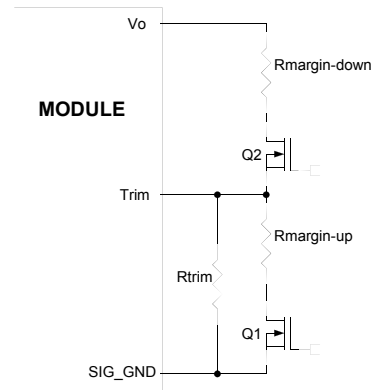 Vo
Rmargin-down
MODULE
Q2
Trim
Rmargin-up
Rtrim
Q1
SIG_GND